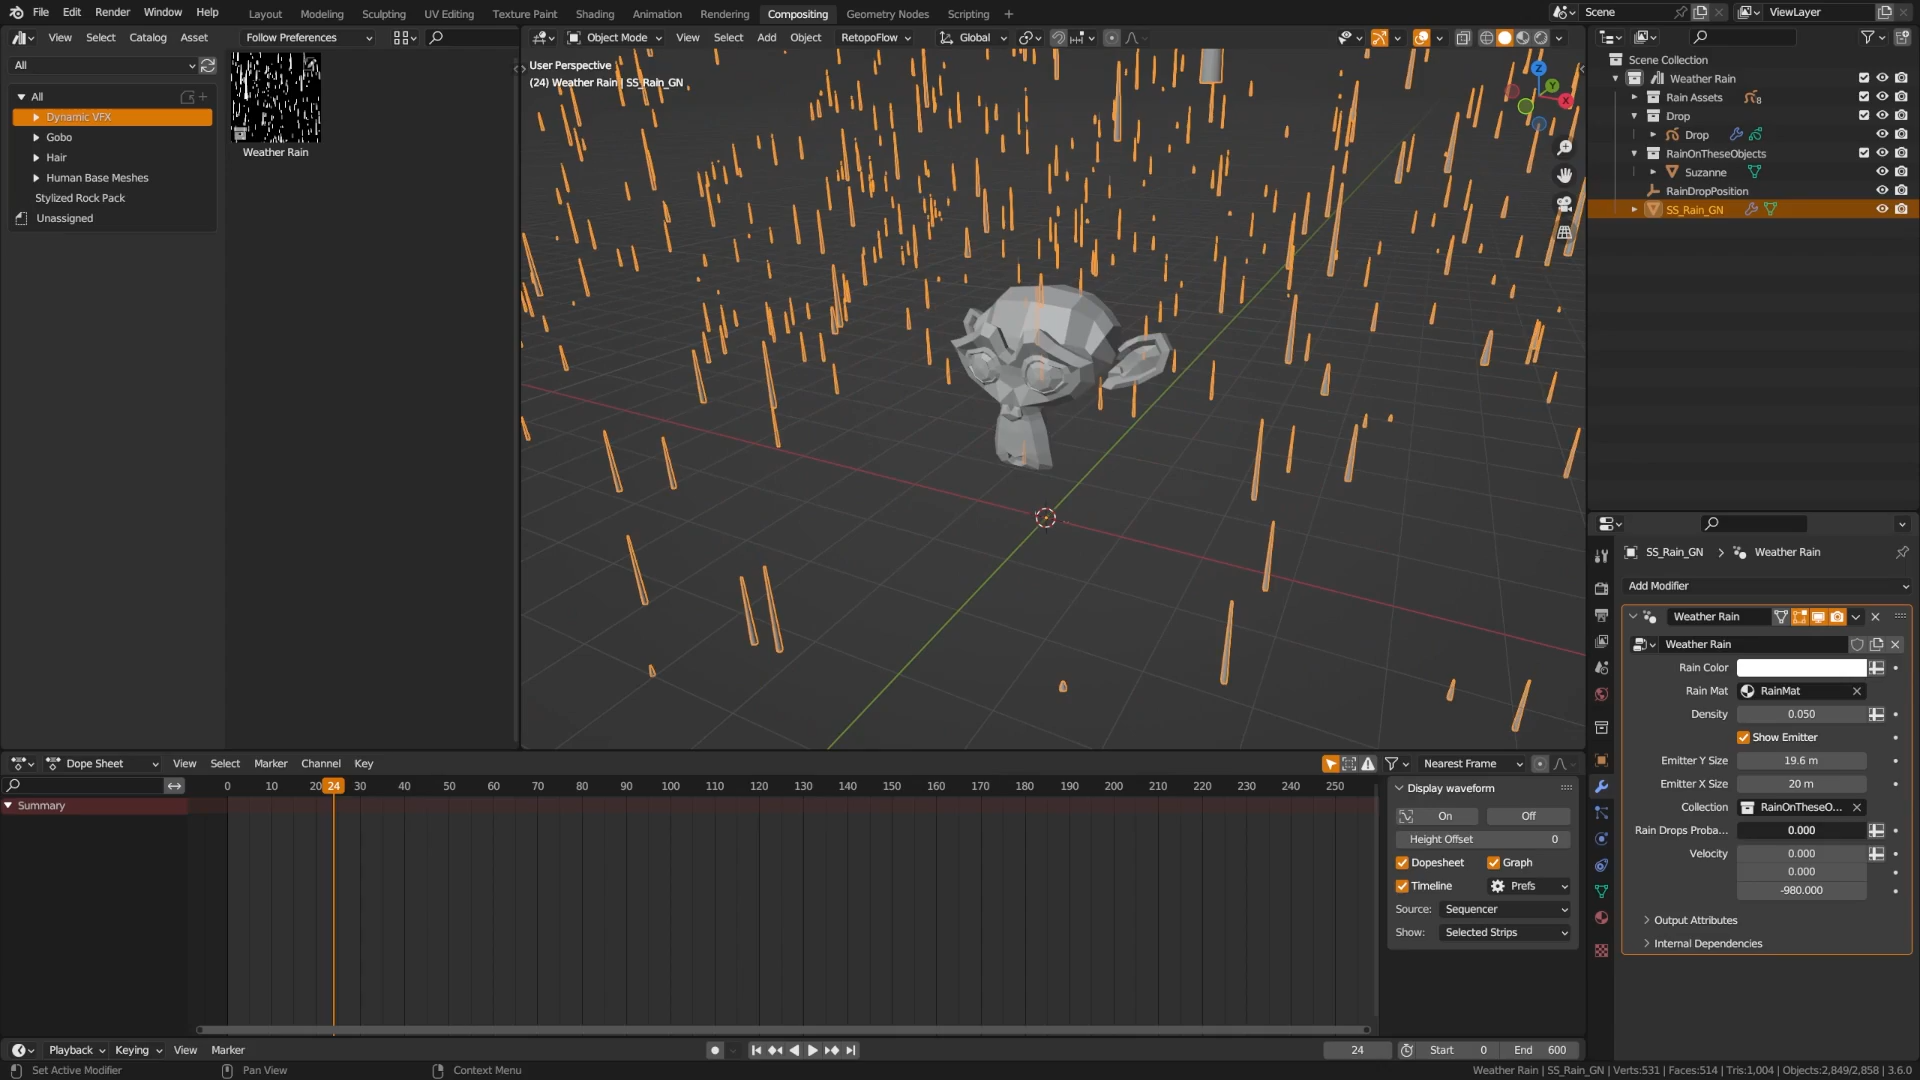 File Edit Render Window Help Layout Modeling Sculpting UV Editing Texture Paint Shading Animation Rendering Compositing Geometry Nodes Scripting + Scene ViewLayer
View Select Catalog Asset Follow Preferences Object Mode View Select Add Object RetopoFlow Global
All
All
Dynamic VFX
Gobo
Hair
Human Base Meshes
Stylized Rock Pack
Unassigned
Weather Rain
User Perspective
(24) Weather Rain | SS_Rain_GN
Z
Y
X
Scene Collection
Weather Rain
Rain Assets 8
Drop
Drop
RainOnTheseObjects
Suzanne
RainDropPosition
SS_Rain_GN
SS_Rain_GN > Weather Rain
Add Modifier
Weather Rain
Weather Rain
Rain Color
Rain Mat RainMat
Density 0.050
Show Emitter
Emitter Y Size 19.6 m
Emitter X Size 20 m
Collection RainOnTheseO...
Rain Drops Proba... 0.000
Velocity 0.000
0.000
-980.000
Output Attributes
Internal Dependencies
Dope Sheet View Select Marker Channel Key Nearest Frame
0 10 20 24 30 40 50 60 70 80 90 100 110 120 130 140 150 160 170 180 190 200 210 220 230 240 250
Summary
Display waveform
On Off
Height Offset 0
Dopesheet Graph
Timeline Prefs
Source: Sequencer
Show: Selected Strips
Playback Keying View Marker 24 Start 0 End 600
Set Active Modifier Pan View Context Menu Weather Rain | SS_Rain_GN | Verts:531 | Faces:514 | Tris:1,004 | Objects:2,849/2,858 | 3.6.0